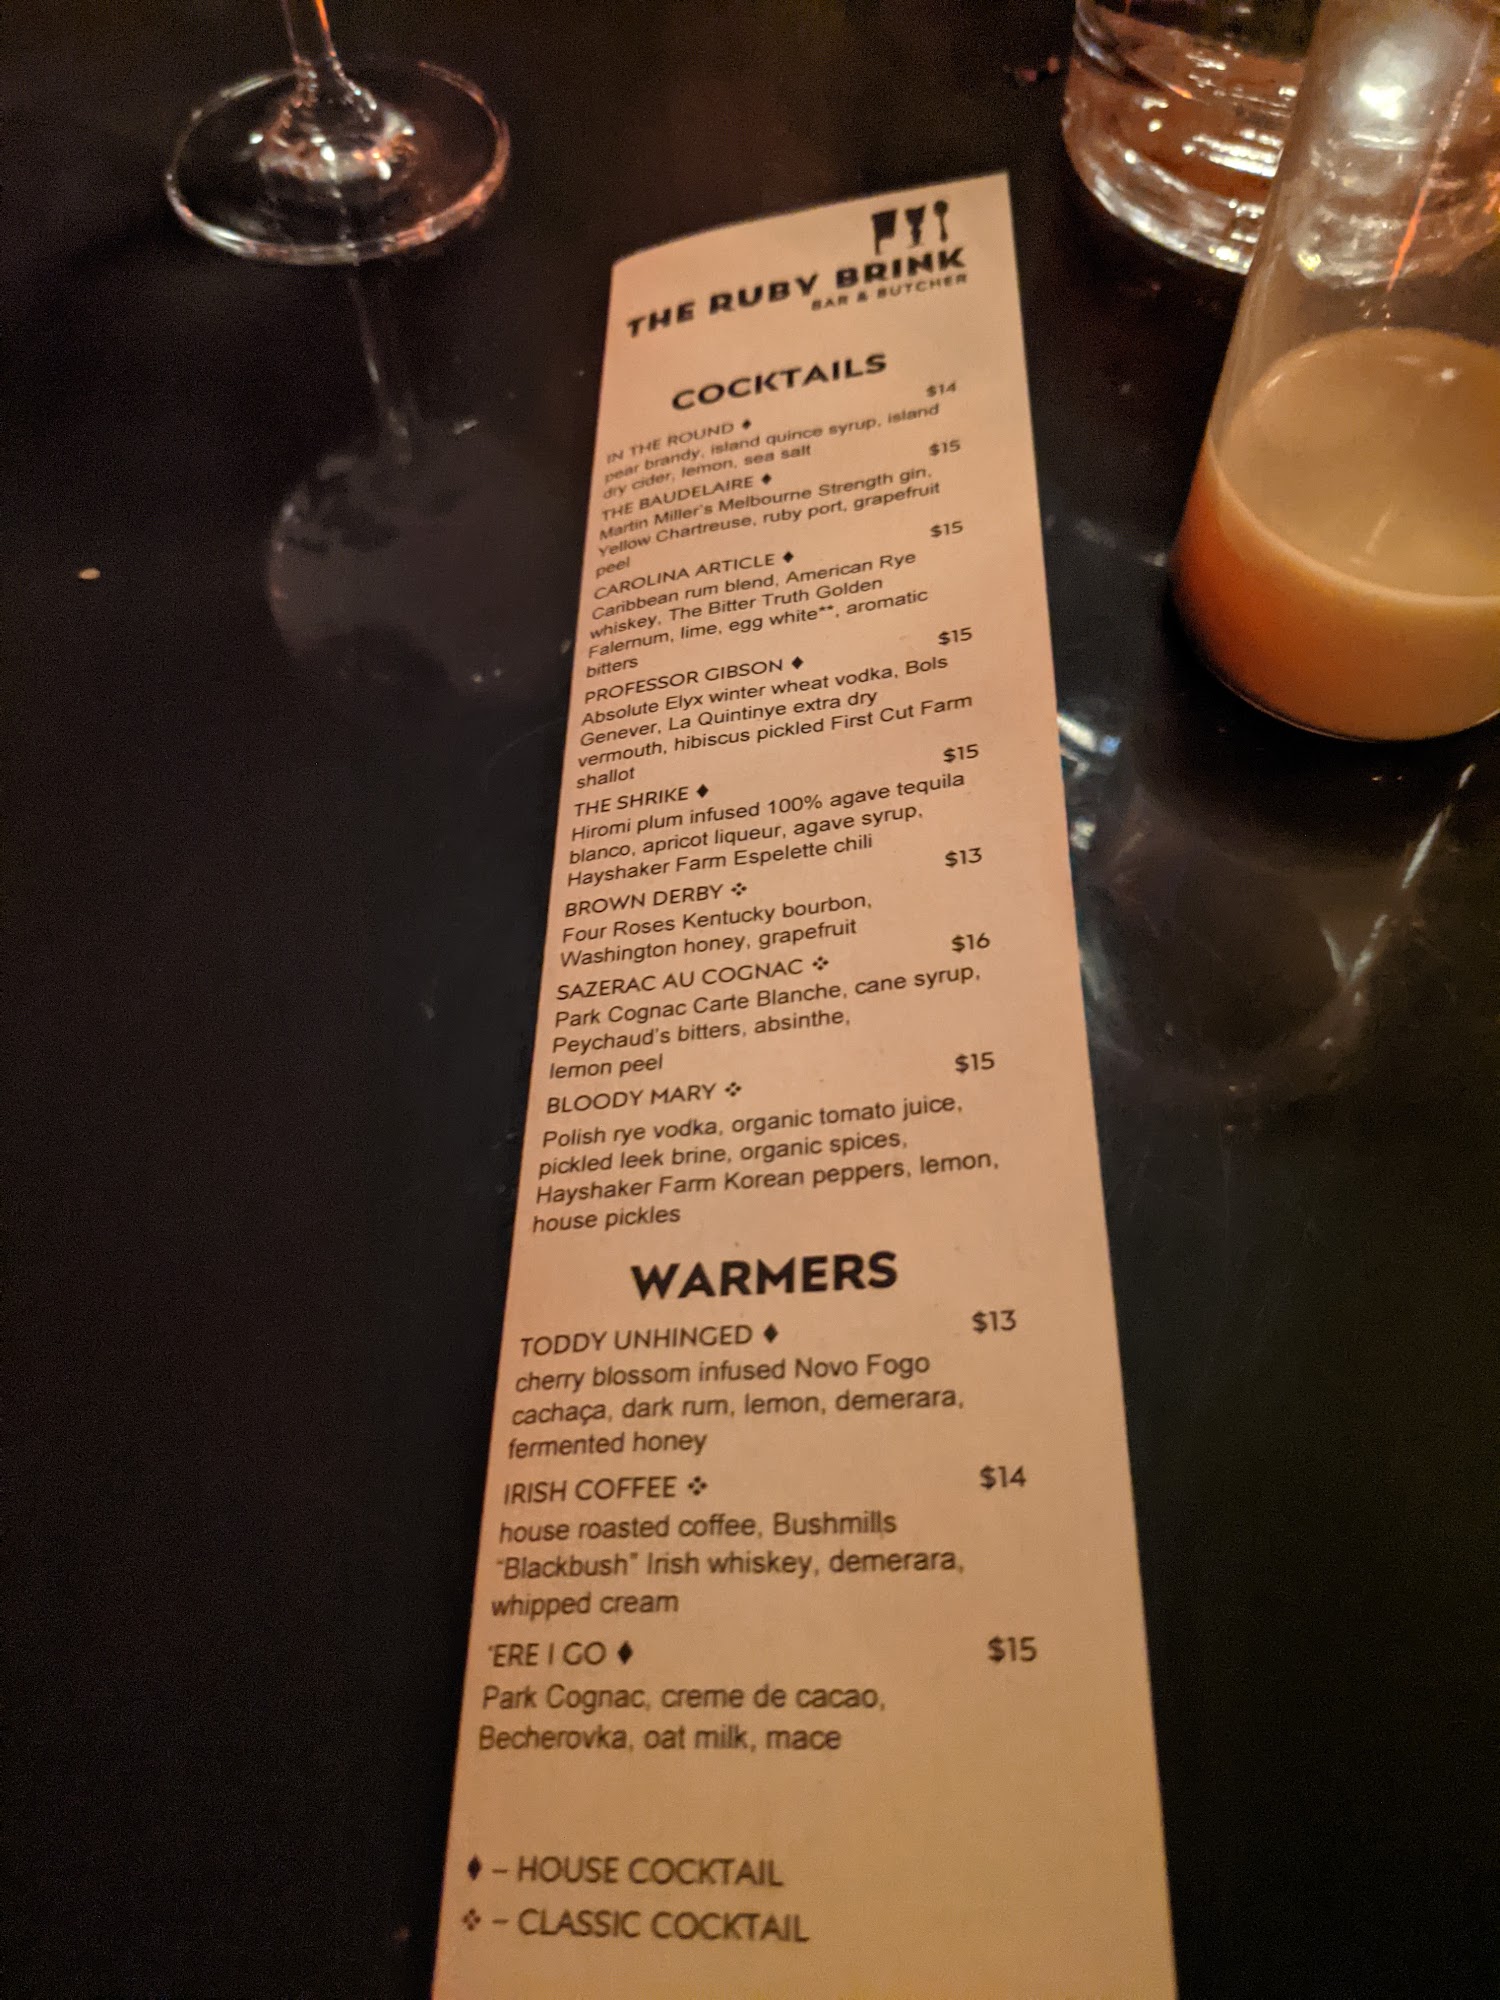 THE RUBY BRINK
BAR & BUTCHER
COCKTAILS
IN THE ROUND ♦ $14
pear brandy, island quince syrup, island
dry cider, lemon, sea salt
THE BAUDELAIRE ♦ $15
Martin Miller's Melbourne Strength gin,
Yellow Chartreuse, ruby port, grapefruit
peel
CAROLINA ARTICLE ♦ $15
Caribbean rum blend, American Rye
whiskey, The Bitter Truth Golden
Falernum, lime, egg white**, aromatic
bitters
PROFESSOR GIBSON ♦ $15
Absolute Elyx winter wheat vodka, Bols
Genever, La Quintinye extra dry
vermouth, hibiscus pickled First Cut Farm
shallot
THE SHRIKE ♦ $15
Hiromi plum infused 100% agave tequila
blanco, apricot liqueur, agave syrup,
Hayshaker Farm Espelette chili
BROWN DERBY ❖ $13
Four Roses Kentucky bourbon,
Washington honey, grapefruit
SAZERAC AU COGNAC ❖ $16
Park Cognac Carte Blanche, cane syrup,
Peychaud's bitters, absinthe,
lemon peel
BLOODY MARY ❖ $15
Polish rye vodka, organic tomato juice,
pickled leek brine, organic spices,
Hayshaker Farm Korean peppers, lemon,
house pickles
WARMERS
TODDY UNHINGED ♦ $13
cherry blossom infused Novo Fogo
cachaça, dark rum, lemon, demerara,
fermented honey
IRISH COFFEE ❖ $14
house roasted coffee, Bushmills
"Blackbush" Irish whiskey, demerara,
whipped cream
'ERE I GO ♦ $15
Park Cognac, creme de cacao,
Becherovka, oat milk, mace
♦ – HOUSE COCKTAIL
❖ – CLASSIC COCKTAIL